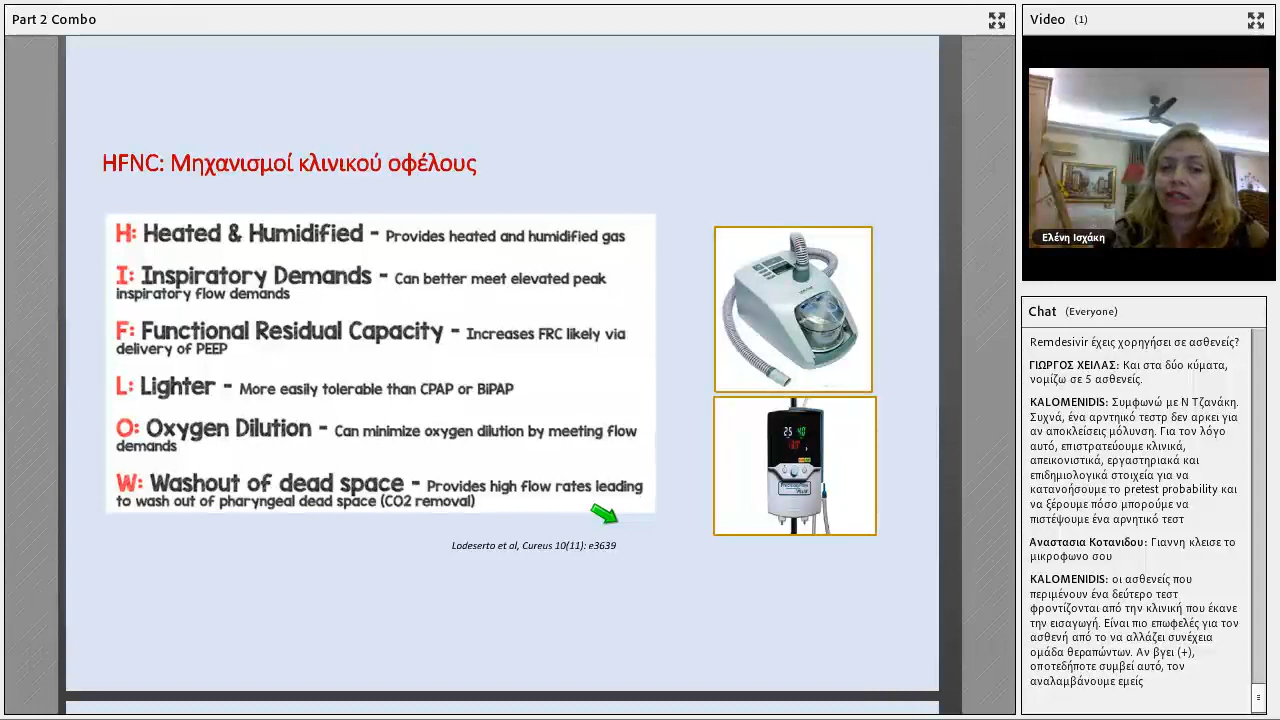 Part 2 Combo
HFNC: Μηχανισμοί κλινικού οφέλους
H: Heated & Humidified - Provides heated and humidified gas
I: Inspiratory Demands - Can better meet elevated peak
inspiratory flow demands
F: Functional Residual Capacity - Increases FRC likely via
delivery of PEEP
L: Lighter - More easily tolerable than CPAP or BiPAP
O: Oxygen Dilution - Can minimize oxygen dilution by meeting flow
demands
W: Washout of dead space - Provides high flow rates leading
to wash out of pharyngeal dead space (CO2 removal)
25 40
Lodeserto et al, Cureus 10(11): e3639
Video (1)
Ελένη Ισχάκη
Chat (Everyone)
Remdesivir έχεις χορηγήσει σε ασθενείς?
ΓΙΩΡΓΟΣ ΧΕΙΛΑΣ: Και στα δύο κύματα,
νομίζω σε 5 ασθενείς.
KALOMENIDIS: Συμφωνώ με Ν Τζανάκη.
Συχνά, ένα αρντητικό τεστρ δεν αρκει για
αν αποκλείσεις μόλυνση. Για τον λόγο
αυτό, επιστρατεύουμε κλινικά,
απεικονιστικά, εργαστηριακά και
επιδημιολογικά στοιχεία για να
κατανοήσουμε το pretest probability και
να ξέρουμε πόσο μπορούμε να
πιστέψουμε ένα αρνητικό τεστ
Αναστασια Κοτανιδου: Γιαννη κλεισε το
μικροφωνο σου
KALOMENIDIS: οι ασθενείς που
περιμένουν ένα δεύτερο τεστ
φροντίζονται από την κλινική που έκανε
την εισαγωγή. Είναι πιο επωφελές για τον
ασθενή από το να αλλάζει συνέχεια
ομάδα θεραπώντων. Αν βγει (+),
οποτεδήποτε συμβεί αυτό, τον
αναλαμβάνουμε εμείς